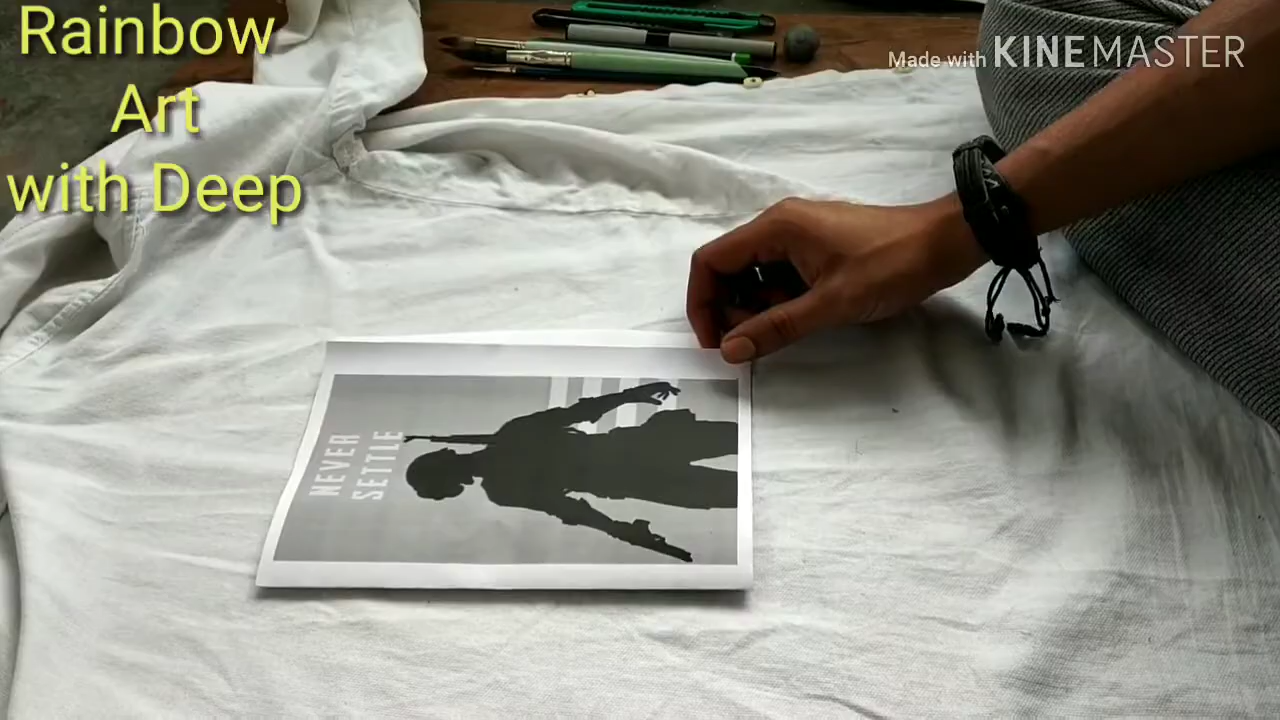 Rainbow
Art
with Deep
Made with KINEMASTER
NEVER
SETTLE